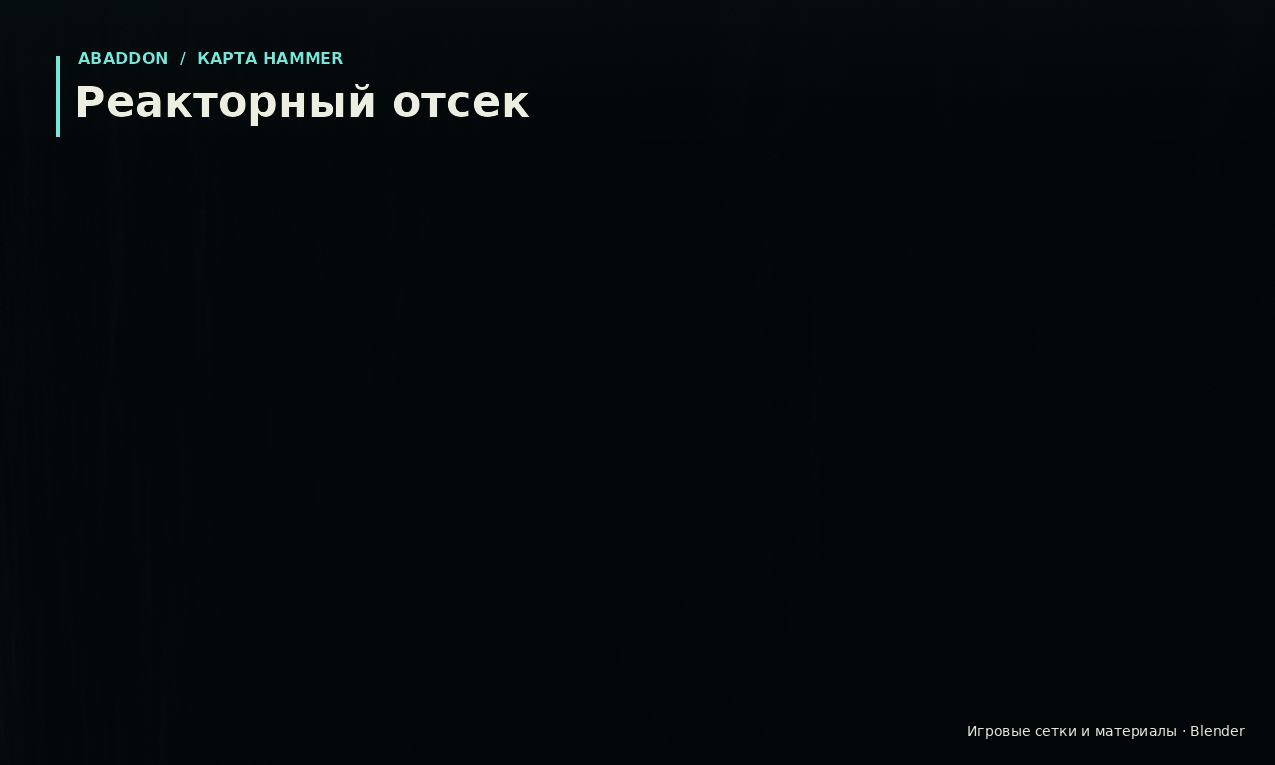 ABADDON / КАРТА HAMMER
Реакторный отсек
Игровые сетки и материалы · Blender